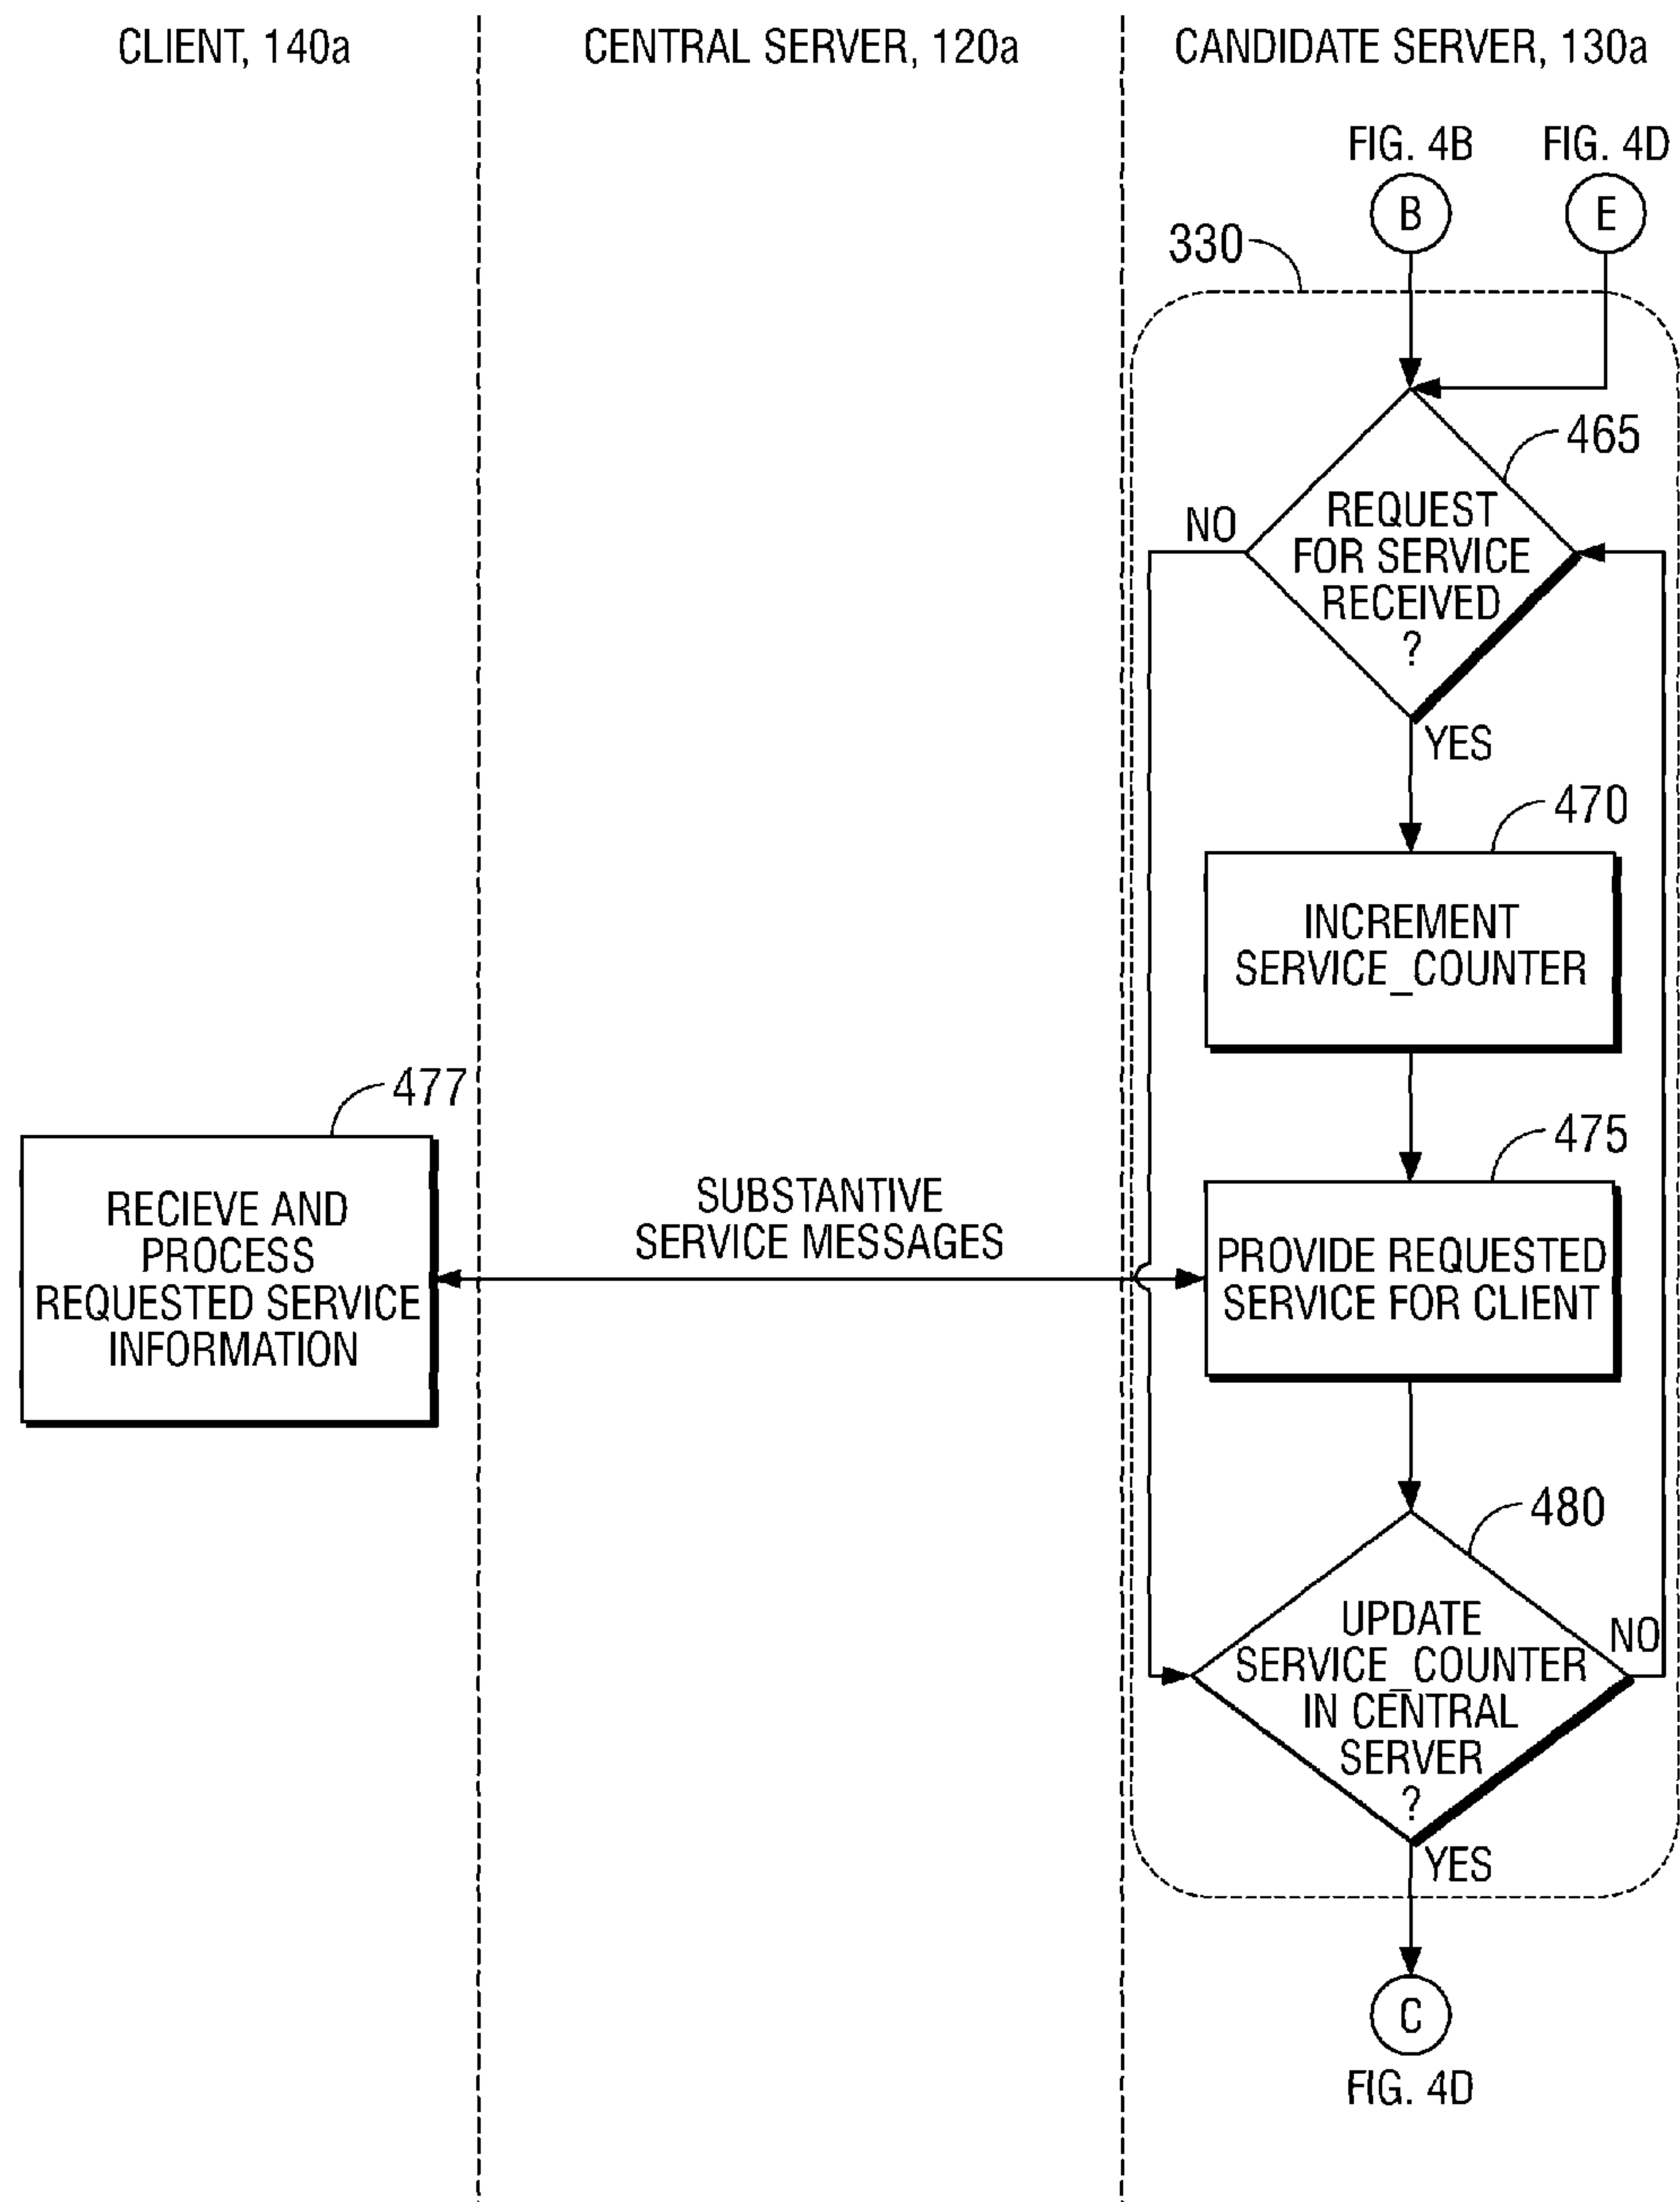 CLIENT, 140a
CENTRAL SERVER, 120a
CANDIDATE SERVER, 130a
FIG. 4B
FIG. 4D
B
E
330
465
REQUEST
FOR SERVICE
RECEIVED
?
NO
YES
470
INCREMENT
SERVICE_COUNTER
477
RECIEVE AND
PROCESS
REQUESTED SERVICE
INFORMATION
SUBSTANTIVE
SERVICE MESSAGES
475
PROVIDE REQUESTED
SERVICE FOR CLIENT
480
UPDATE
SERVICE_COUNTER
IN CENTRAL
SERVER
?
NO
YES
C
FIG. 4D